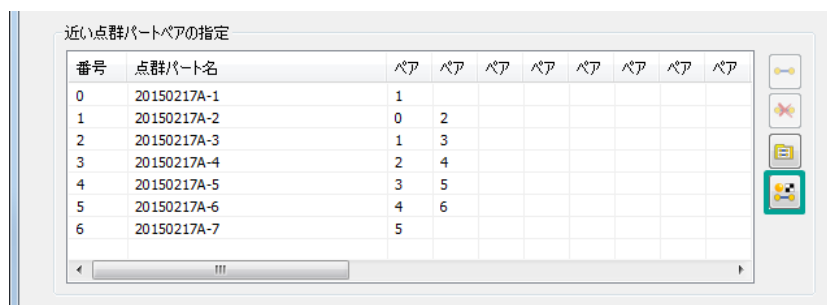 近い点群パートペアの指定
番号 点群パート名 ペア ペア ペア ペア ペア ペア ペア ペア
0 20150217A-1 1
1 20150217A-2 0 2
2 20150217A-3 1 3
3 20150217A-4 2 4
4 20150217A-5 3 5
5 20150217A-6 4 6
6 20150217A-7 5